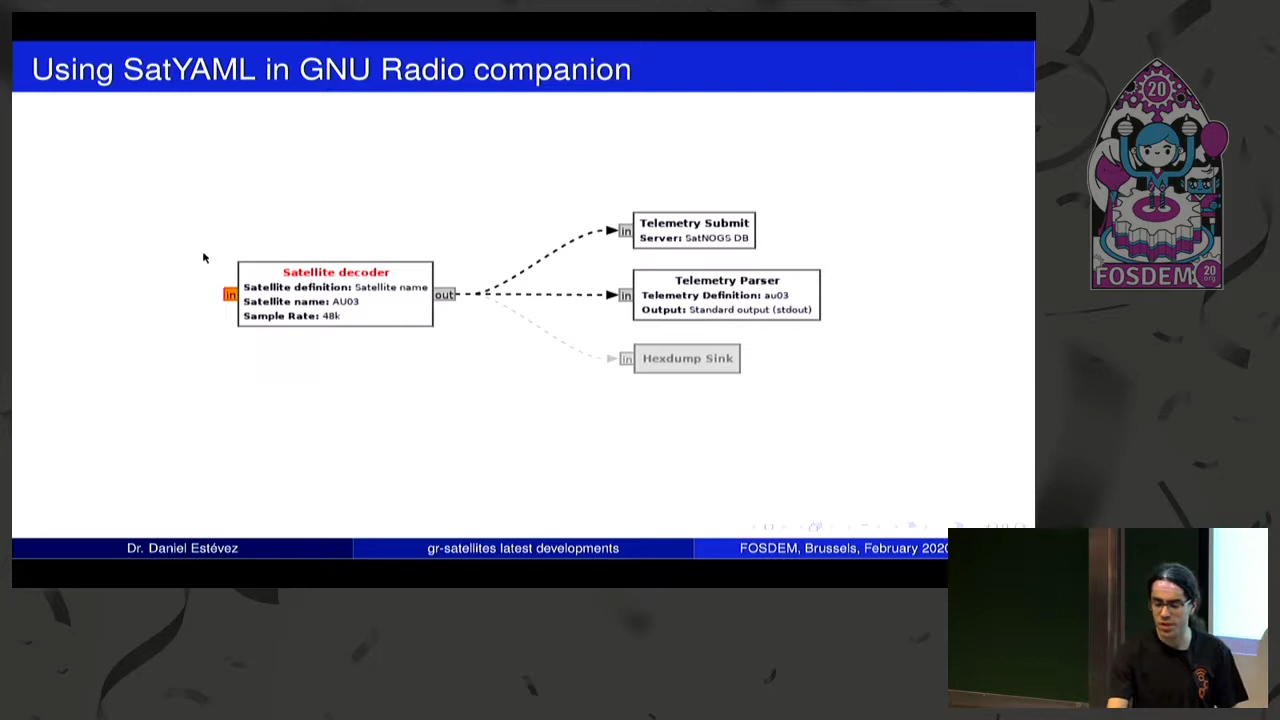 Using SatYAML in GNU Radio companion
Telemetry Submit
Server: SatNOGS DB
in
Satellite decoder
Satellite definition: Satellite name
Satellite name: AU03
Sample Rate: 48k
in
out
Telemetry Parser
Telemetry Definition: au03
Output: Standard output (stdout)
in
Hexdump Sink
in
Dr. Daniel Estévez
gr-satellites latest developments
FOSDEM, Brussels, February 2020
20
FOSDEM
20
.org